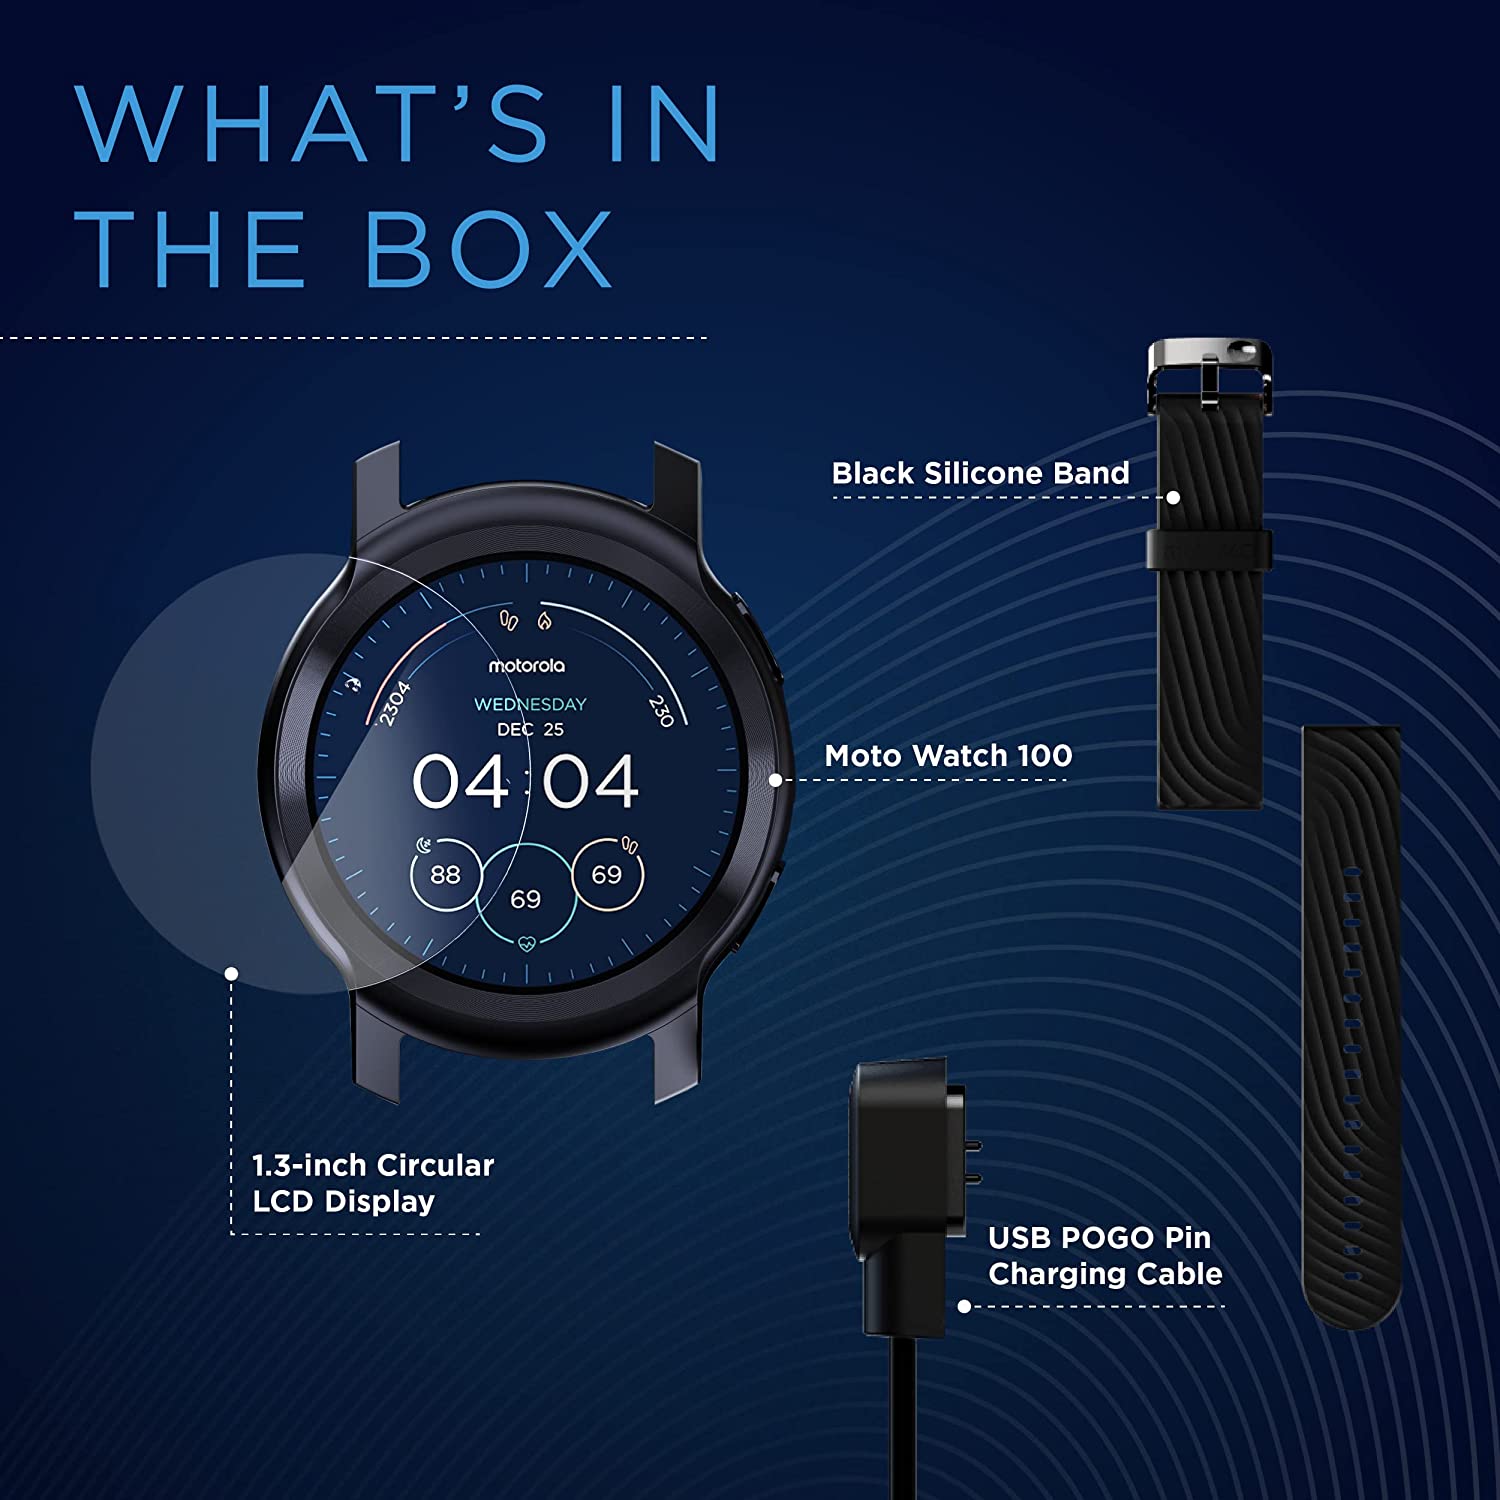 WHAT'S IN
THE BOX
Black Silicone Band
Moto Watch 100
motorola
WEDNESDAY
DEC 25
2304
230
04:04
88
69
69
1.3-inch Circular
LCD Display
USB POGO Pin
Charging Cable